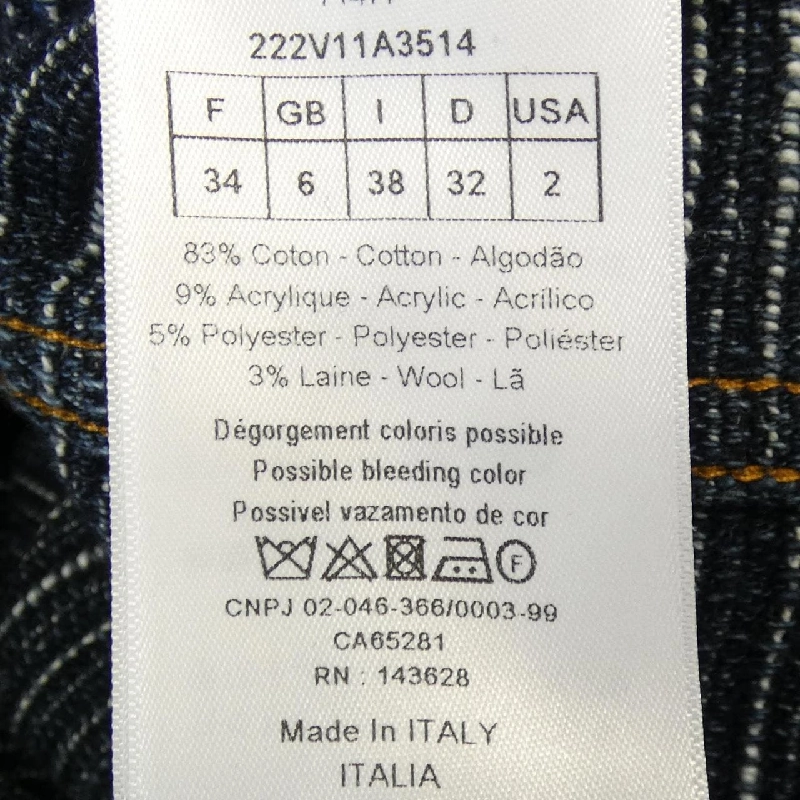 222V11A3514
F GB I D USA
34 6 38 32 2
83% Coton - Cotton - Algodão
9% Acrylique - Acrylic - Acrílico
5% Polyester - Polyester - Poliéster
3% Laine - Wool - Lã
Dégorgement coloris possible
Possible bleeding color
Possivel vazamento de cor
F
CNPJ 02-046-366/0003-99
CA65281
RN : 143628
Made In ITALY
ITALIA